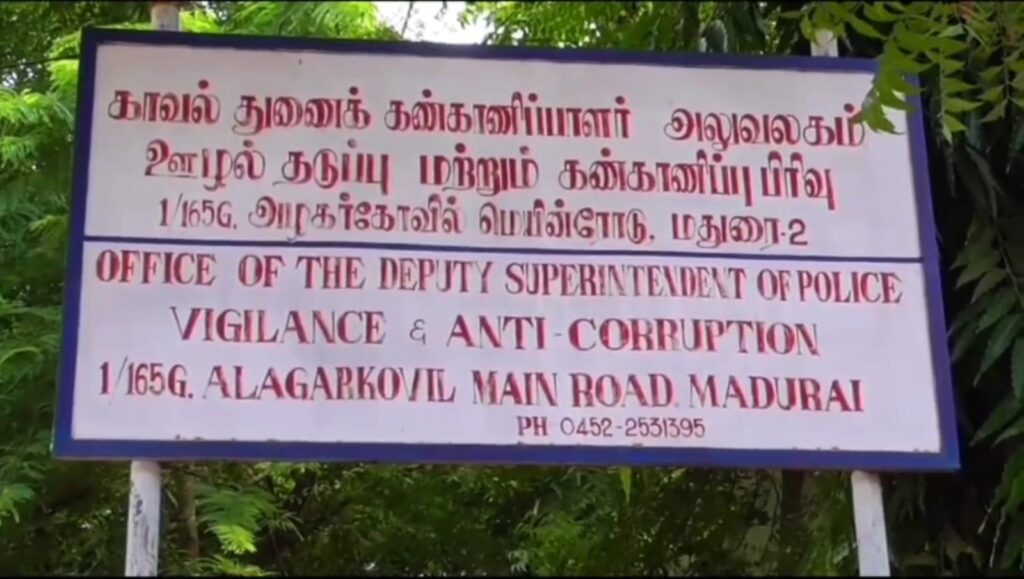 காவல் துணைக் கண்காணிப்பாளர் அலுவலகம்
ஊழல் தடுப்பு மற்றும் கண்காணிப்பு பிரிவு
1/165G, அழகர்கோவில் மெயின்ரோடு, மதுரை-2
OFFICE OF THE DEPUTY SUPERINTENDENT OF POLICE
VIGILANCE & ANTI-CORRUPTION
1/165G, ALAGARKOVIL MAIN ROAD, MADURAI
PH 0452-2531395